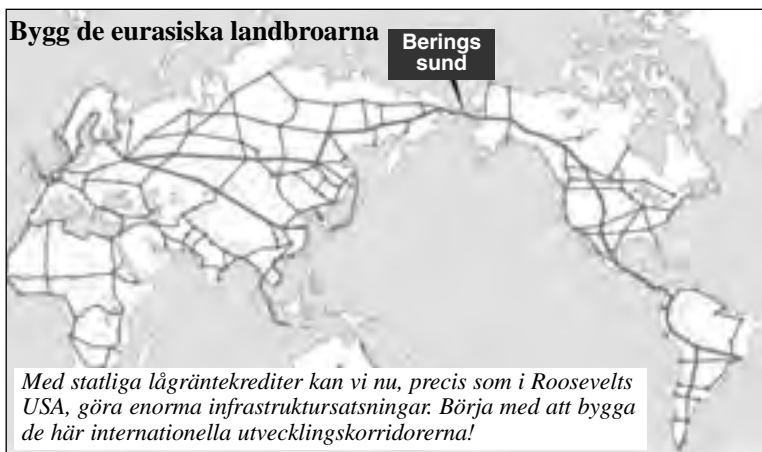 Bygg de eurasiska landbroarna
Berings
sund
Med statliga lågräntekrediter kan vi nu, precis som i Roosevelts
USA, göra enorma infrastruktursatsningar. Börja med att bygga
de här internationella utvecklingskorridorerna!